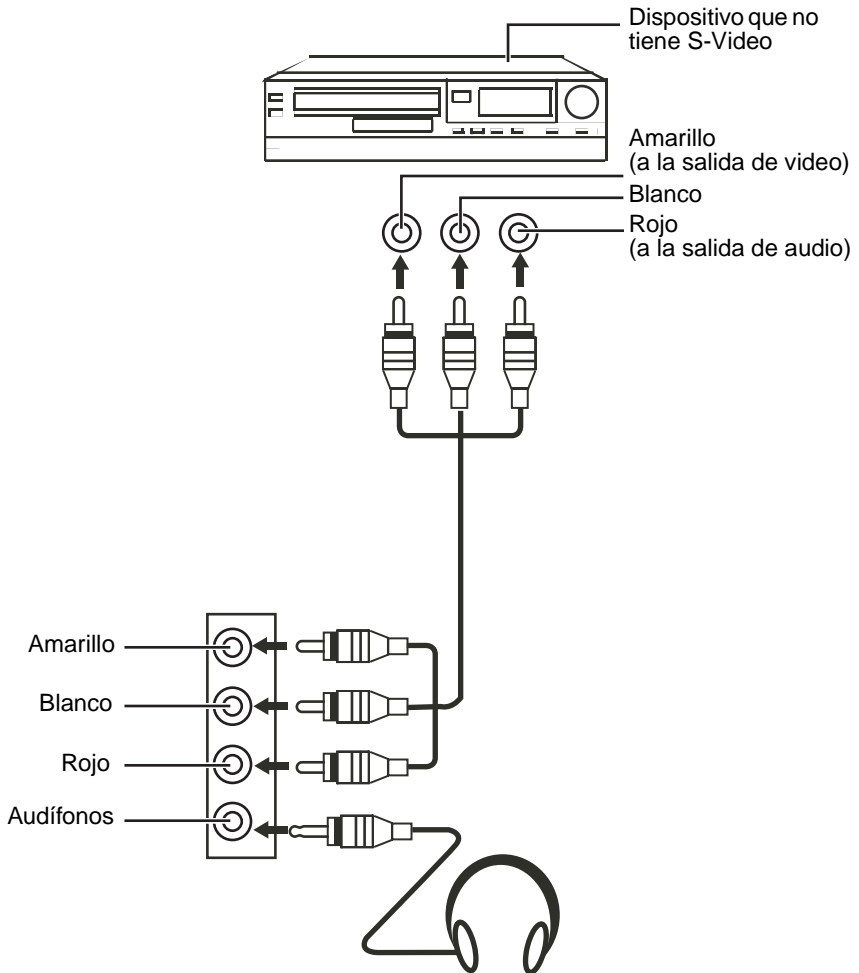 Dispositivo que no
tiene S-Video
Amarillo
(a la salida de video)
Blanco
Rojo
(a la salida de audio)
Amarillo
Blanco
Rojo
Audífonos